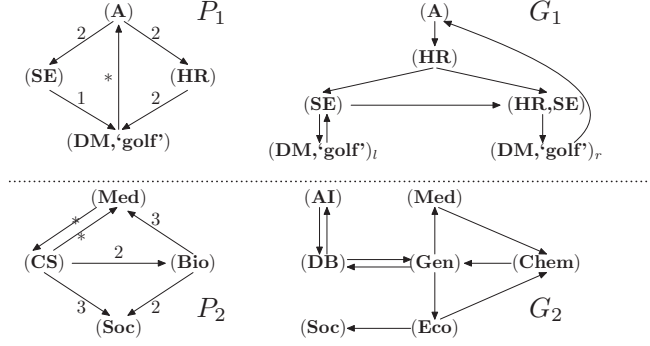 (A) P₁ (A) G₁
2 2
(HR)
(SE) * (HR)
(SE) (HR,SE)
1 2
(DM,‘golf’) (DM,‘golf’)ₗ (DM,‘golf’)ᵣ
(Med) (AI) (Med)
* * 3
2
(CS) (Bio) (DB) (Gen) (Chem)
3 2
(Soc) P₂ (Soc) (Eco) G₂